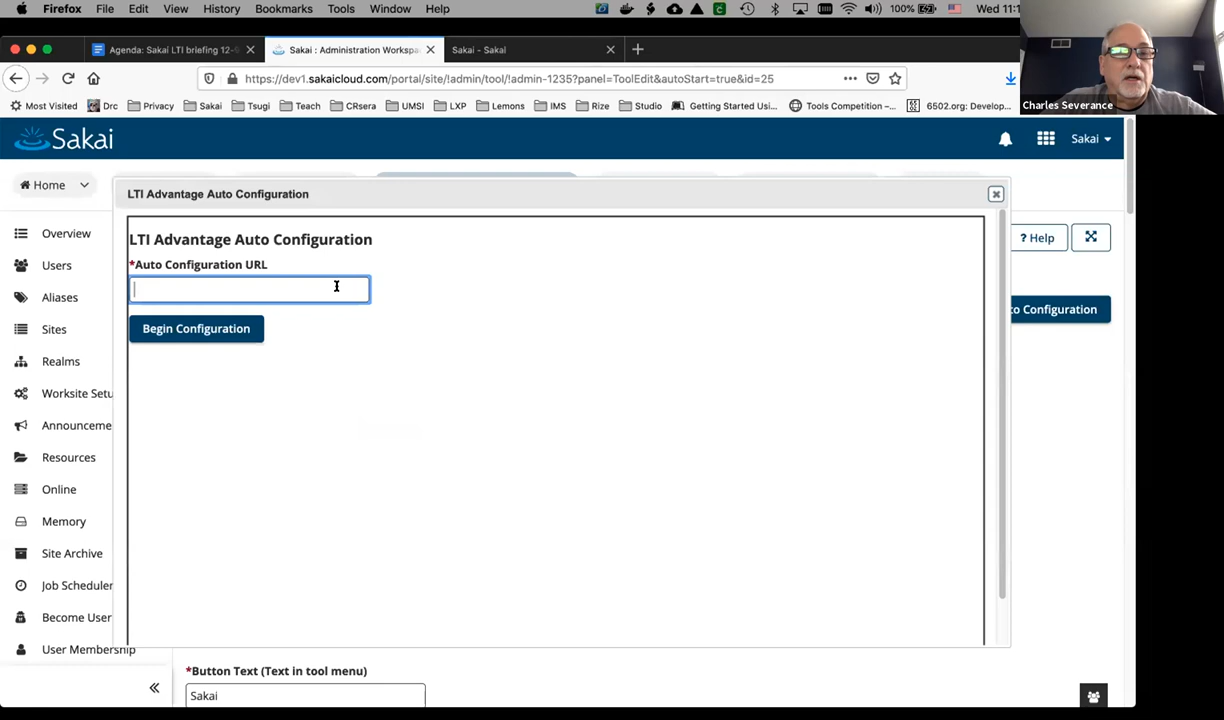 Firefox File Edit View History Bookmarks Tools Window Help 100% Wed 11:1
Agenda: Sakai LTI briefing 12-9
Sakai : Administration Workspa
Sakai - Sakai
https://dev1.sakaicloud.com/portal/site/!admin/tool/!admin-1235?panel=ToolEdit&autoStart=true&id=25
Most Visited Drc Privacy Sakai Tsugi Teach CRsera UMSI LXP Lemons IMS Rize Studio Getting Started Usi... Tools Competition –... 6502.org: Develop...
Charles Severance
Sakai
Sakai
Home
LTI Advantage Auto Configuration
Overview
Users
Aliases
Sites
Realms
Worksite Setu
Announceme
Resources
Online
Memory
Site Archive
Job Scheduler
Become User
User Membership
LTI Advantage Auto Configuration
*Auto Configuration URL
Begin Configuration
? Help
to Configuration
*Button Text (Text in tool menu)
Sakai